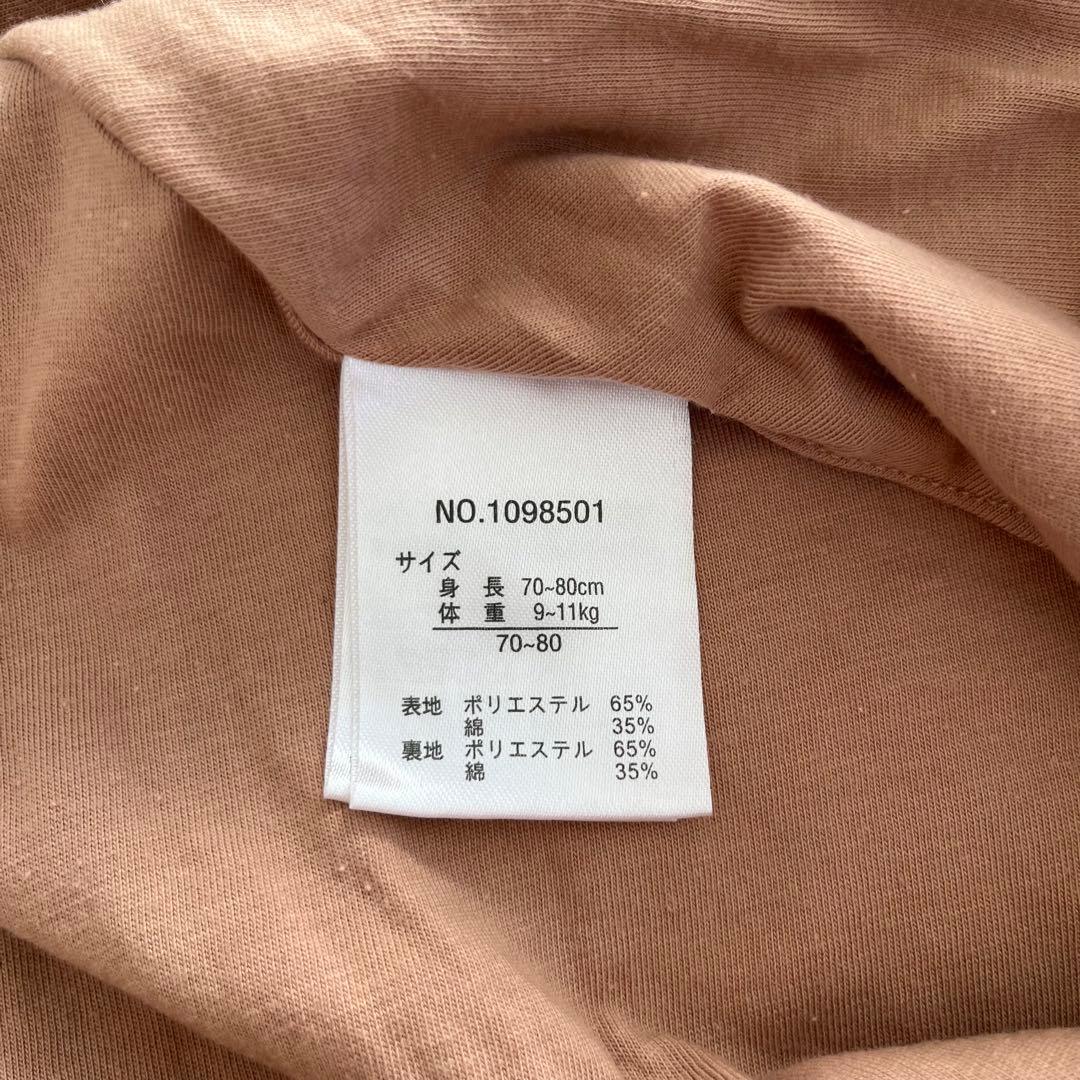 NO.1098501
サイズ
身長 70~80cm
体重 9~11kg
70~80
表地 ポリエステル 65%
綿 35%
裏地 ポリエステル 65%
綿 35%